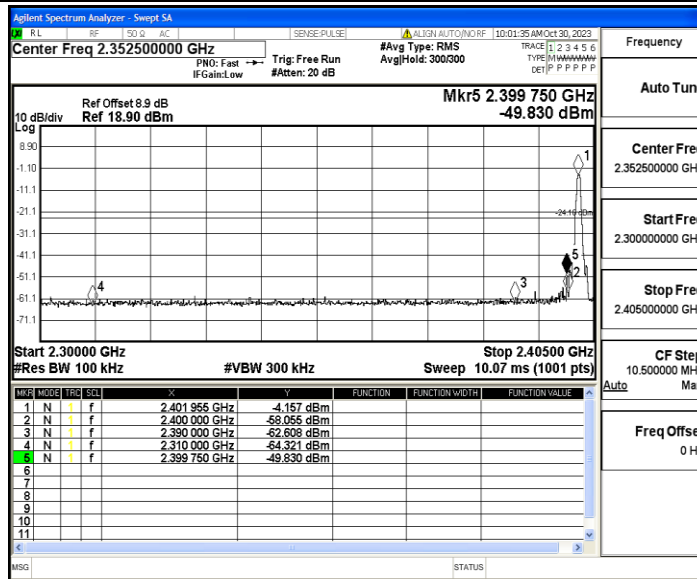 Agilent Spectrum Analyzer - Swept SA
RL RF 50 Ω AC SENSE:PULSE ALIGN AUTO/NO RF 10:01:35 AM Oct 30, 2023
Center Freq 2.352500000 GHz
PNO: Fast
IFGain:Low
Trig: Free Run
#Atten: 20 dB
#Avg Type: RMS
Avg|Hold: 300/300
TRACE 1 2 3 4 5 6
TYPE M WWWWW
DET P P P P P P
Mkr5 2.399 750 GHz
-49.830 dBm
Ref Offset 8.9 dB
10 dB/div Ref 18.90 dBm
Log
8.90
-1.10
-11.1
-21.1
-31.1
-41.1
-51.1
-61.1
-71.1
1
-24.16 dBm
5
2
3
4
Start 2.30000 GHz Stop 2.40500 GHz
#Res BW 100 kHz #VBW 300 kHz Sweep 10.07 ms (1001 pts)
MKR MODE TRC SCL X Y FUNCTION FUNCTION WIDTH FUNCTION VALUE
1 N 1 f 2.401 955 GHz -4.157 dBm
2 N 1 f 2.400 000 GHz -58.055 dBm
3 N 1 f 2.390 000 GHz -62.608 dBm
4 N 1 f 2.310 000 GHz -64.321 dBm
5 N 1 f 2.399 750 GHz -49.830 dBm
6
7
8
9
10
11
MSG STATUS
Frequency
Auto Tun
Center Fre
2.352500000 GH
Start Fre
2.300000000 GH
Stop Fre
2.405000000 GH
CF Step
10.500000 MH
Auto Ma
Freq Offse
0 H